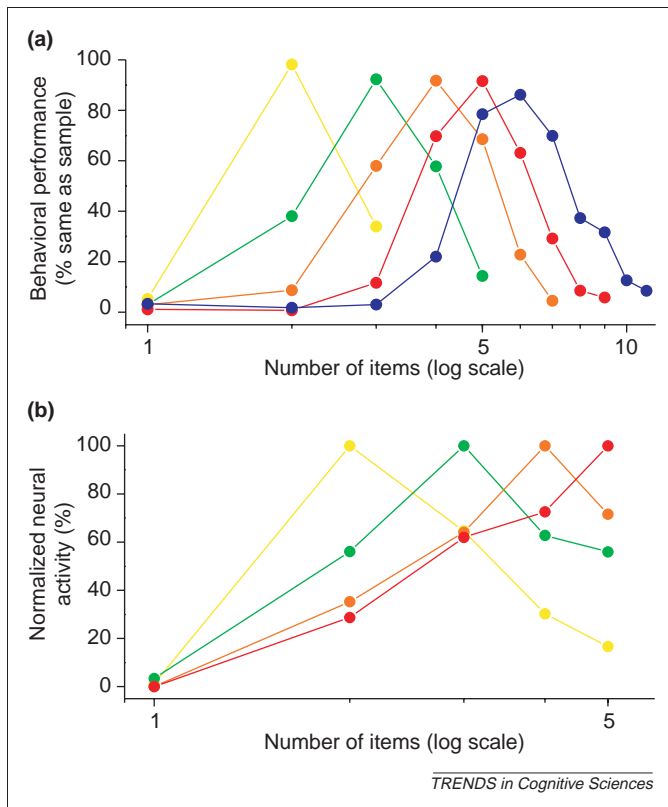 (a)
100
80
60
40
20
0
Behavioral performance
(% same as sample)
1
5
10
Number of items (log scale)
(b)
100
80
60
40
20
0
Normalized neural
activity (%)
1
5
Number of items (log scale)
TRENDS in Cognitive Sciences